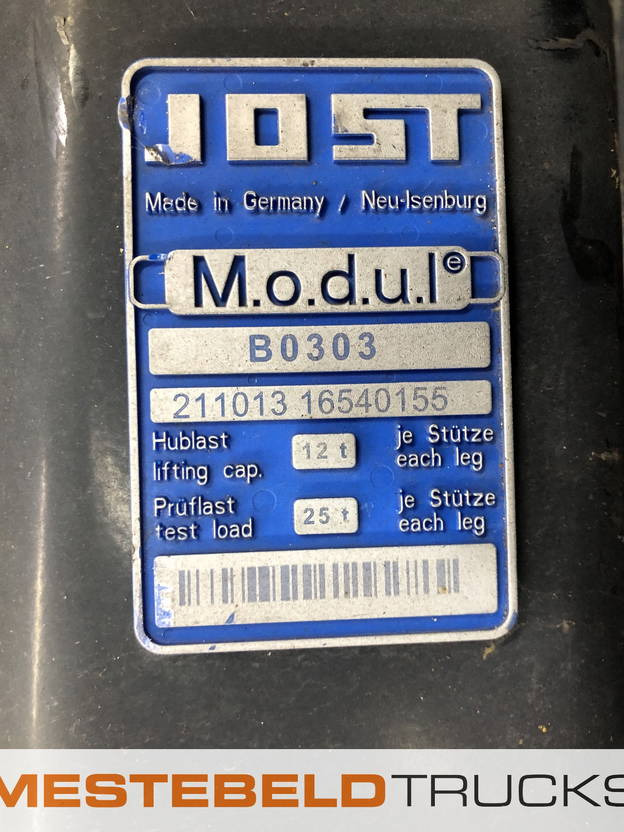 JOST
Made in Germany / Neu-Isenburg
M.o.d.u.l®
B0303
211013 16540155
Hublast 12 t je Stütze
lifting cap. each leg
Prüflast 25 t je Stütze
test load each leg
MESTEBELDTRUCKS